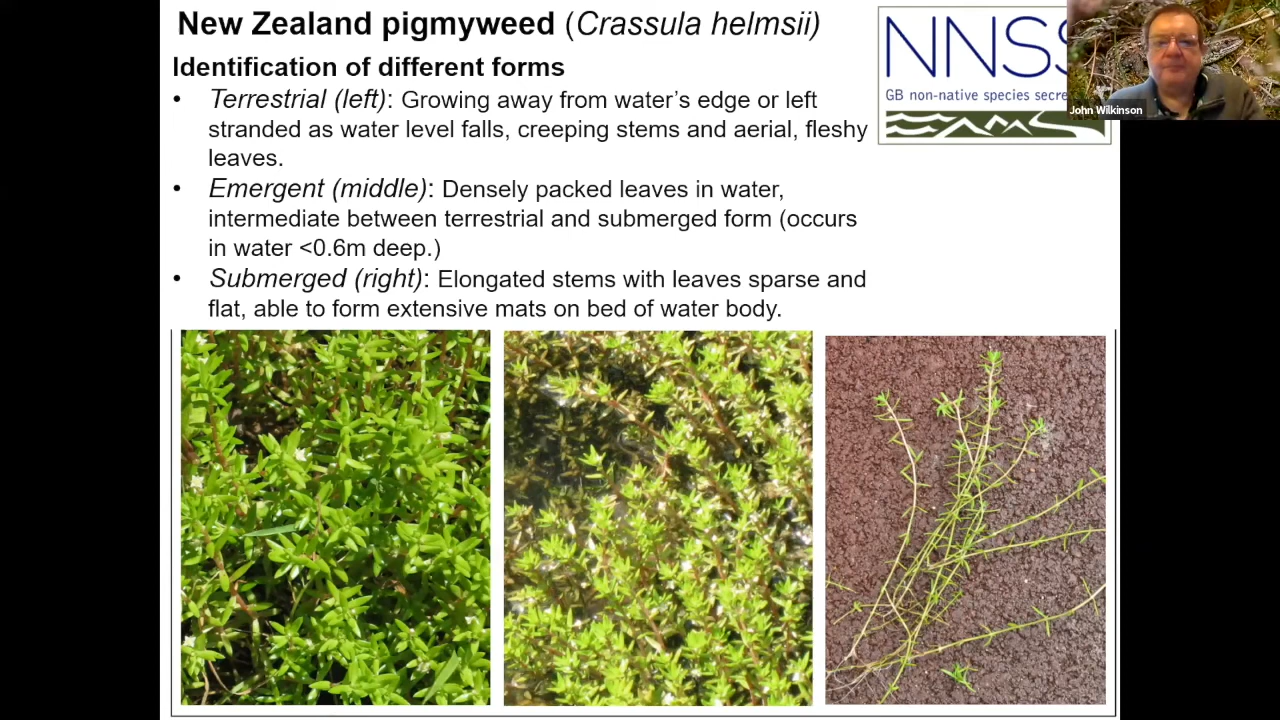 New Zealand pigmyweed (Crassula helmsii)
Identification of different forms
• Terrestrial (left): Growing away from water's edge or left
stranded as water level falls, creeping stems and aerial, fleshy
leaves.
• Emergent (middle): Densely packed leaves in water,
intermediate between terrestrial and submerged form (occurs
in water <0.6m deep.)
• Submerged (right): Elongated stems with leaves sparse and
flat, able to form extensive mats on bed of water body.
NNSS
GB non-native species secre
John Wilkinson